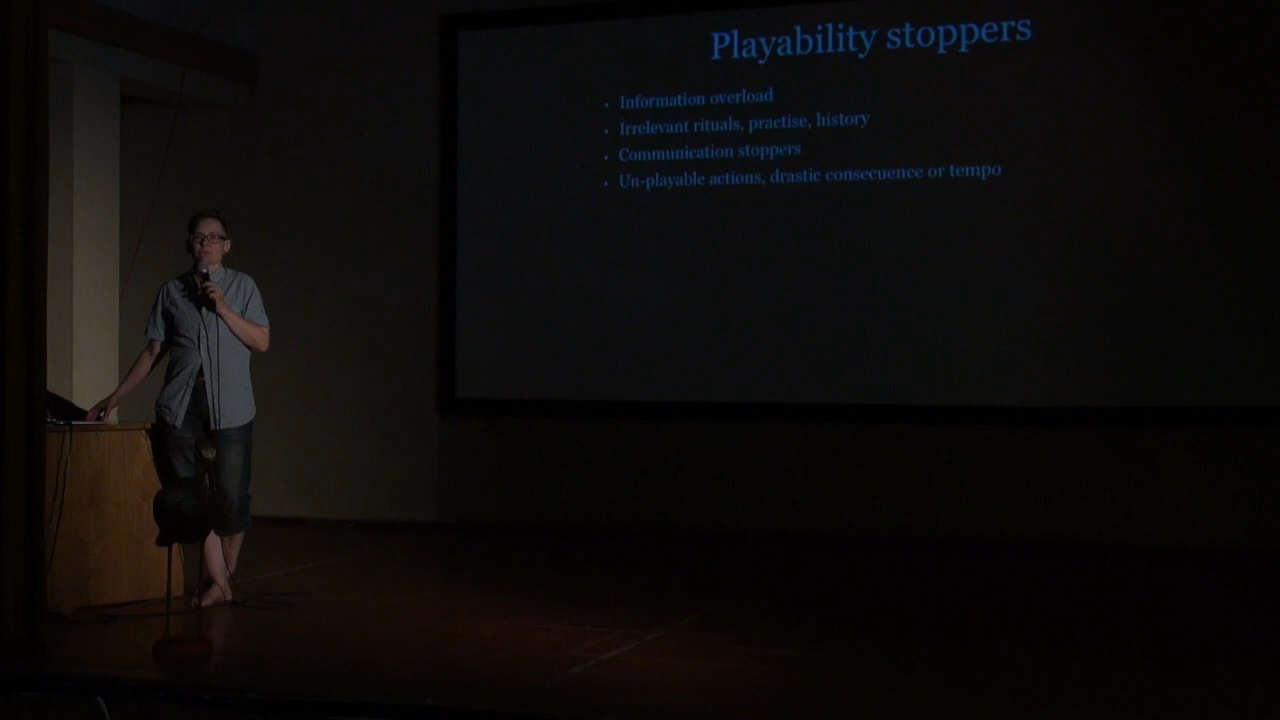 Playability stoppers
• Information overload
• Irrelevant rituals, practise, history
• Communication stoppers
• Un-playable actions, drastic consecuence or tempo